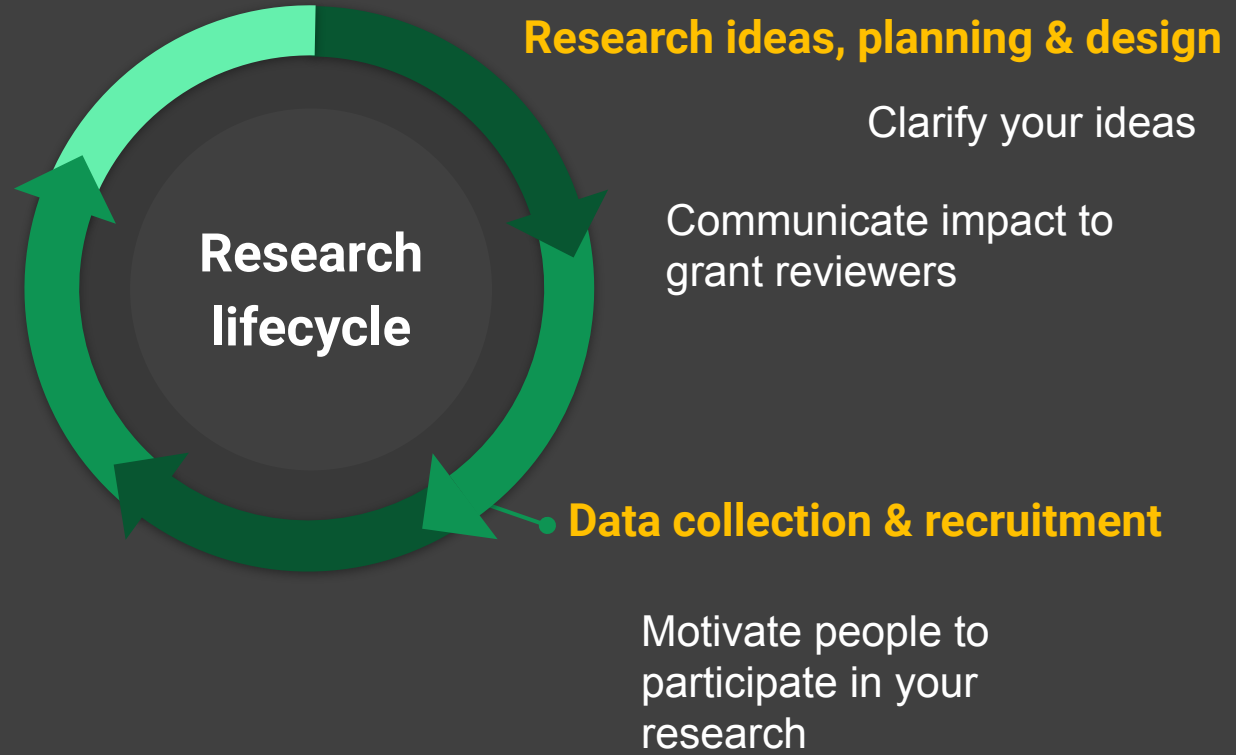 Research ideas, planning & design
Clarify your ideas
Communicate impact to
grant reviewers
Research
lifecycle
Data collection & recruitment
Motivate people to
participate in your
research